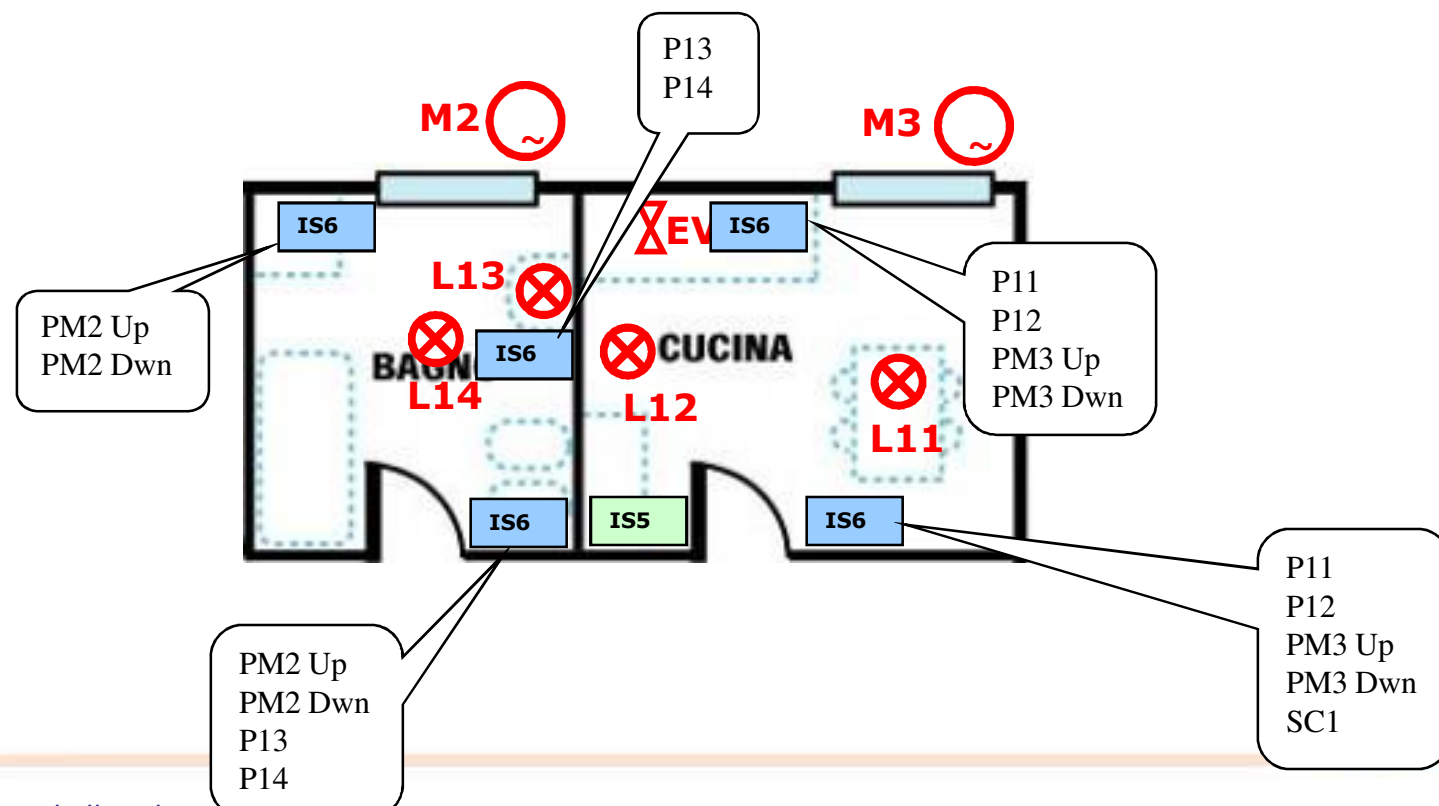 P13
P14
M2
~
M3
~
IS6
EV
IS6
L13
P11
P12
PM3 Up
PM3 Dwn
PM2 Up
PM2 Dwn
IS6
CUCINA
L14
L12
L11
IS6
IS5
IS6
P11
P12
PM3 Up
PM3 Dwn
SC1
PM2 Up
PM2 Dwn
P13
P14